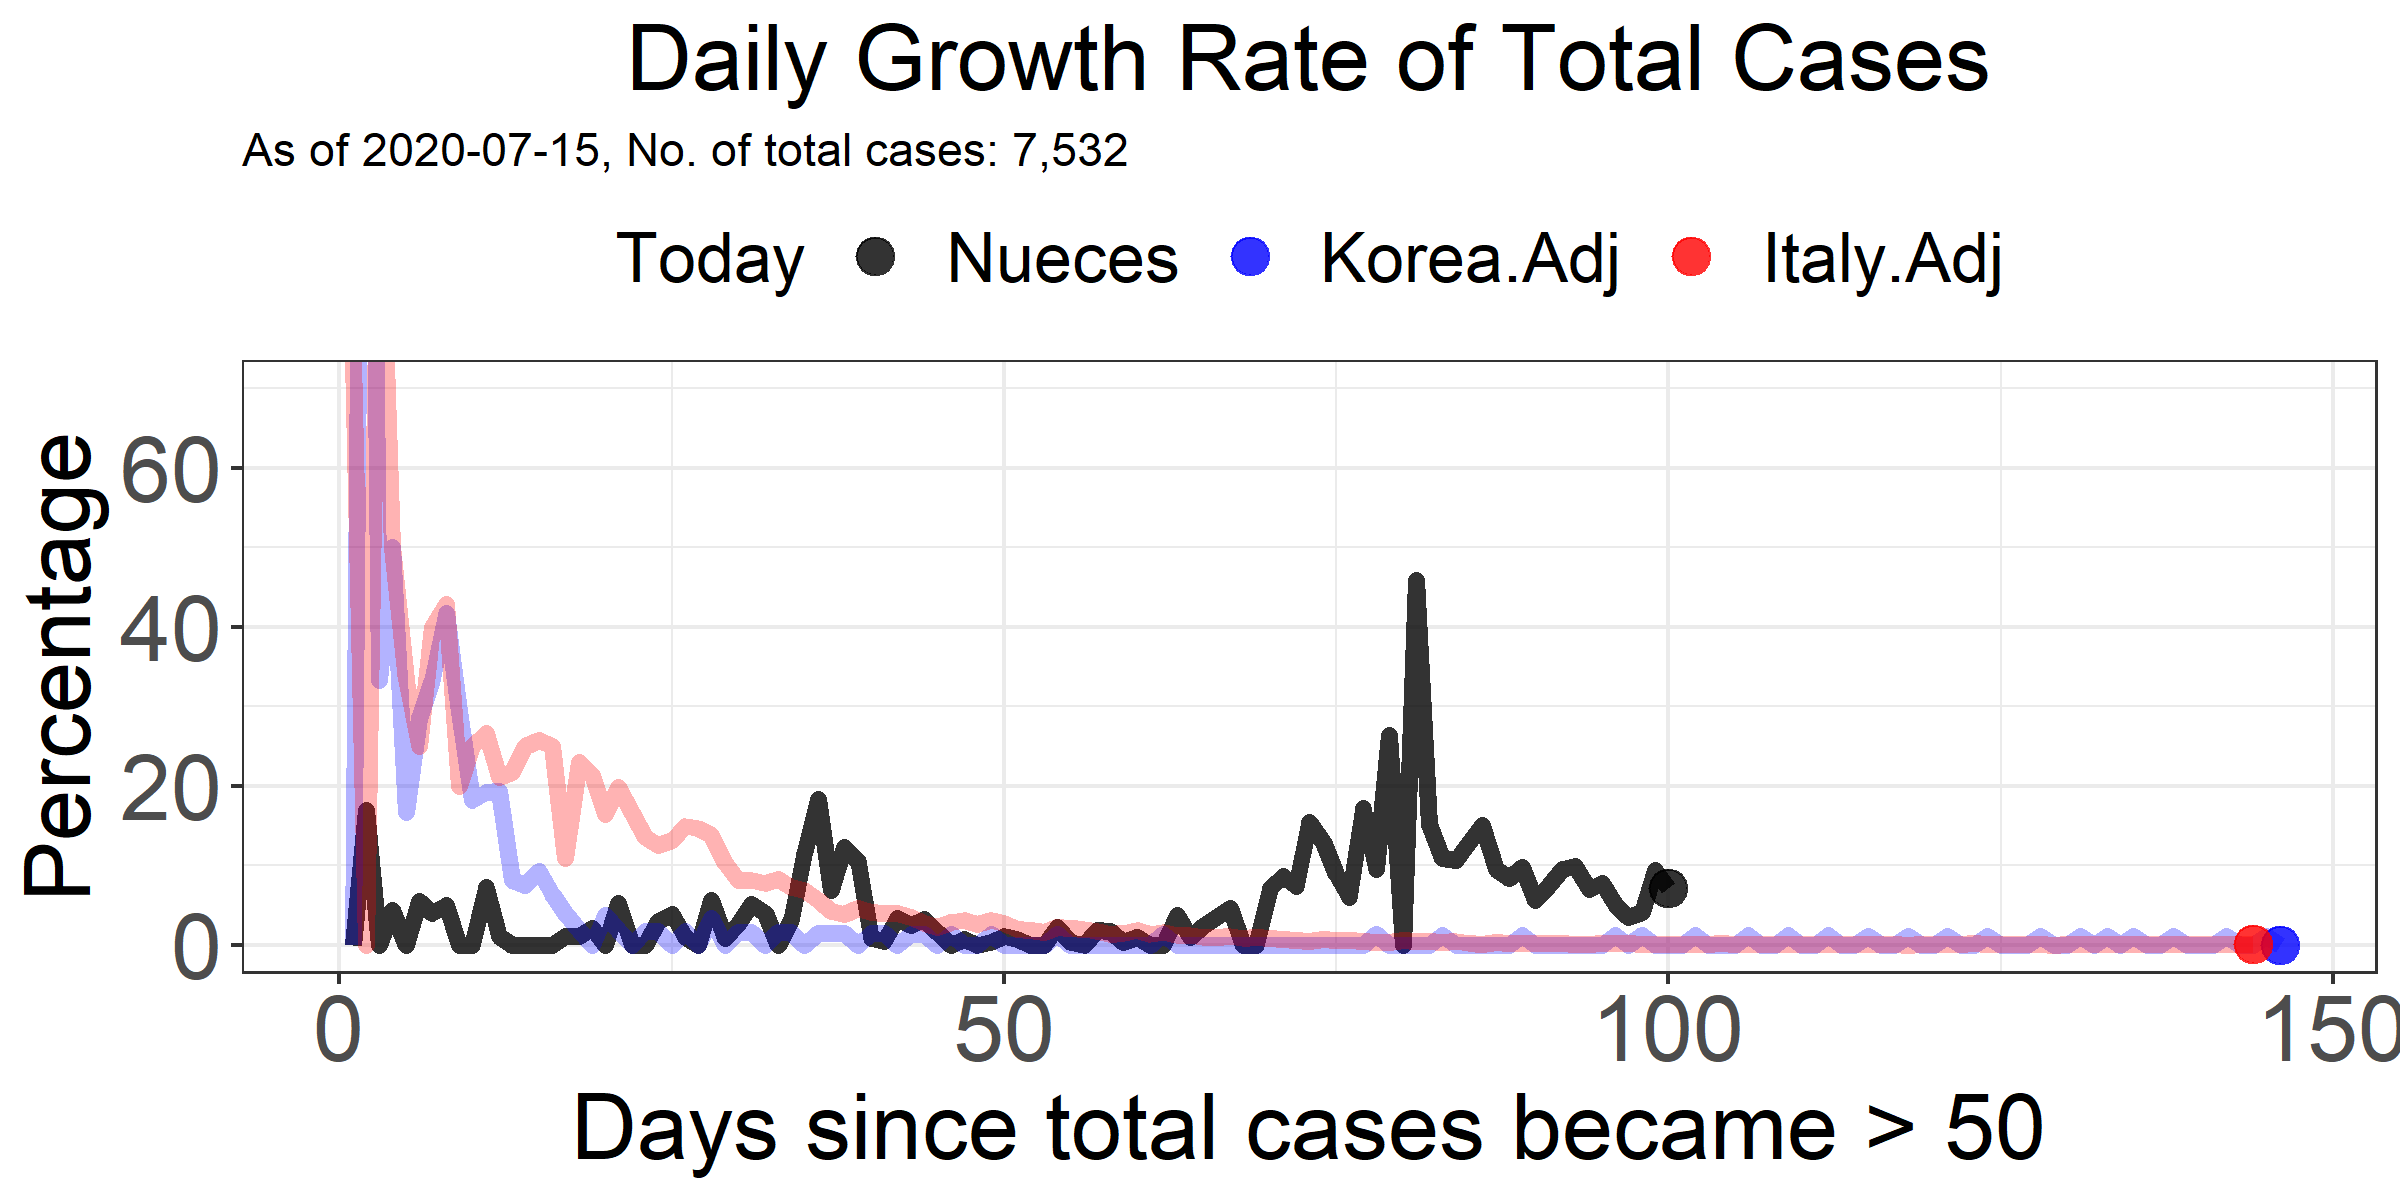 Daily Growth Rate of Total Cases
As of 2020-07-15, No. of total cases: 7,532
Today Nueces Korea.Adj Italy.Adj
Percentage
60
40
20
0
0 50 100 150
Days since total cases became > 50